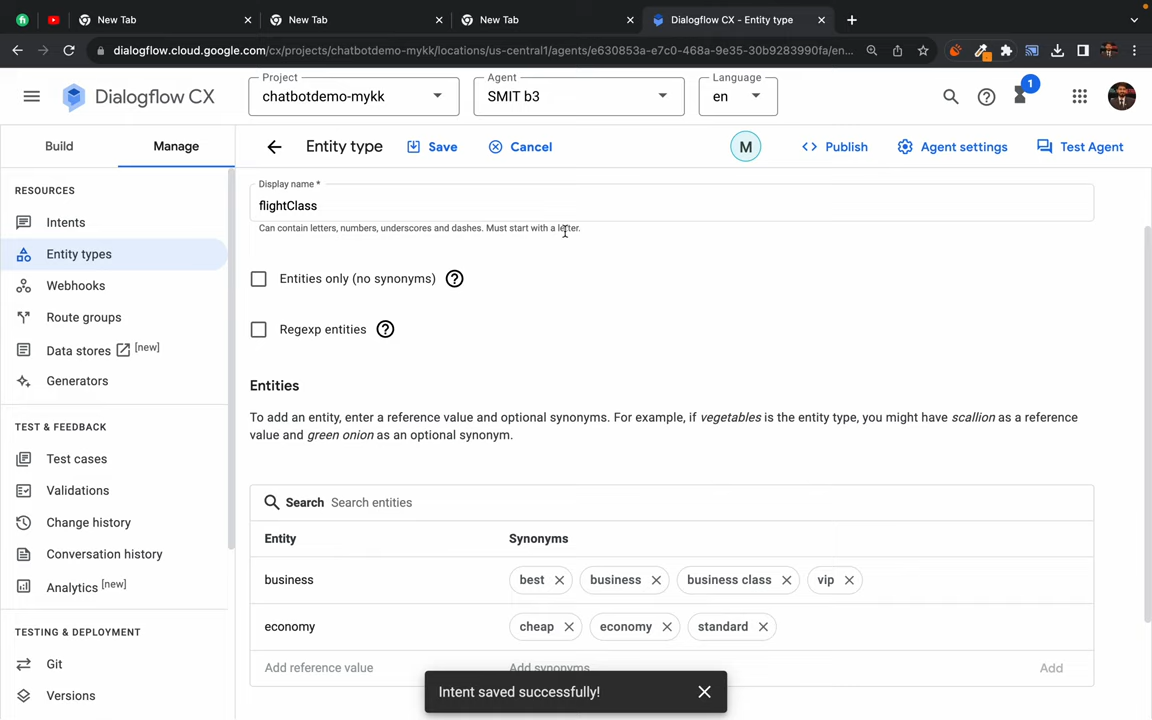 New Tab
New Tab
New Tab
Dialogflow CX - Entity type
dialogflow.cloud.google.com/cx/projects/chatbotdemo-mykk/locations/us-central1/agents/e630853a-e7c0-468a-9e35-30b9283990fa/en...
Dialogflow CX
Project
chatbotdemo-mykk
Agent
SMIT b3
Language
en
1
Build
Manage
Entity type
Save
Cancel
M
Publish
Agent settings
Test Agent
RESOURCES
Intents
Entity types
Webhooks
Route groups
Data stores [new]
Generators
TEST & FEEDBACK
Test cases
Validations
Change history
Conversation history
Analytics [new]
TESTING & DEPLOYMENT
Git
Versions
Display name *
flightClass
Can contain letters, numbers, underscores and dashes. Must start with a letter.
Entities only (no synonyms)
Regexp entities
Entities
To add an entity, enter a reference value and optional synonyms. For example, if vegetables is the entity type, you might have scallion as a reference
value and green onion as an optional synonym.
Search Search entities
Entity Synonyms
business best business business class vip
economy cheap economy standard
Add reference value Add synonyms Add
Intent saved successfully!